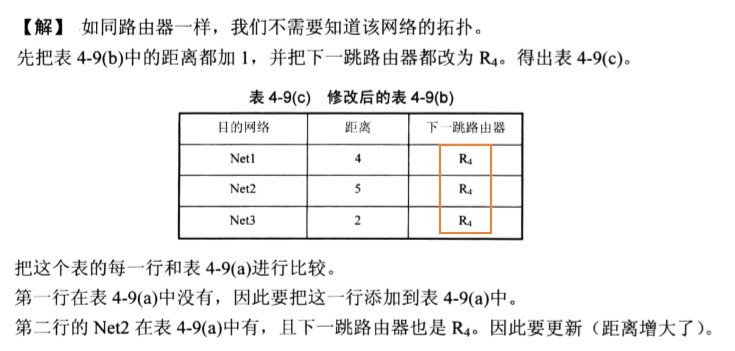 【解】 如同路由器一样，我们不需要知道该网络的拓扑。
先把表 4-9(b)中的距离都加 1，并把下一跳路由器都改为 R₄。得出表 4-9(c)。
表 4-9(c) 修改后的表 4-9(b)
目的网络 距离 下一跳路由器
Net1 4 R₄
Net2 5 R₄
Net3 2 R₄
把这个表的每一行和表 4-9(a)进行比较。
第一行在表 4-9(a)中没有，因此要把这一行添加到表 4-9(a)中。
第二行的 Net2 在表 4-9(a)中有，且下一跳路由器也是 R₄。因此要更新（距离增大了）。